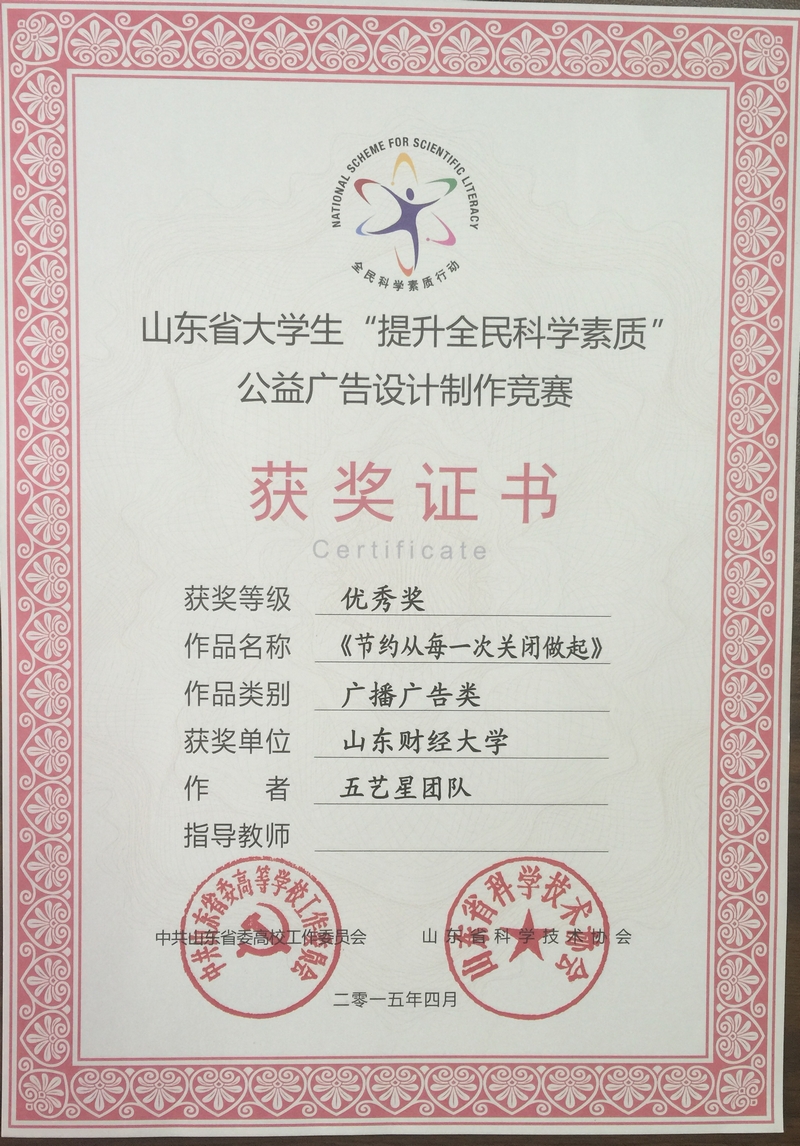 NATIONAL SCHEME FOR SCIENTIFIC LITERACY
全民科学素质行动
山东省大学生“提升全民科学素质”
公益广告设计制作竞赛
获奖证书
Certificate
获奖等级 优秀奖
作品名称 《节约从每一次关闭做起》
作品类别 广播广告类
获奖单位 山东财经大学
作 者 五艺星团队
指导教师
中共山东省委高等学校工作委员会
山东省科学技术协会
中共山东省委高校工作委员会 山东省科学技术协会
二零一五年四月